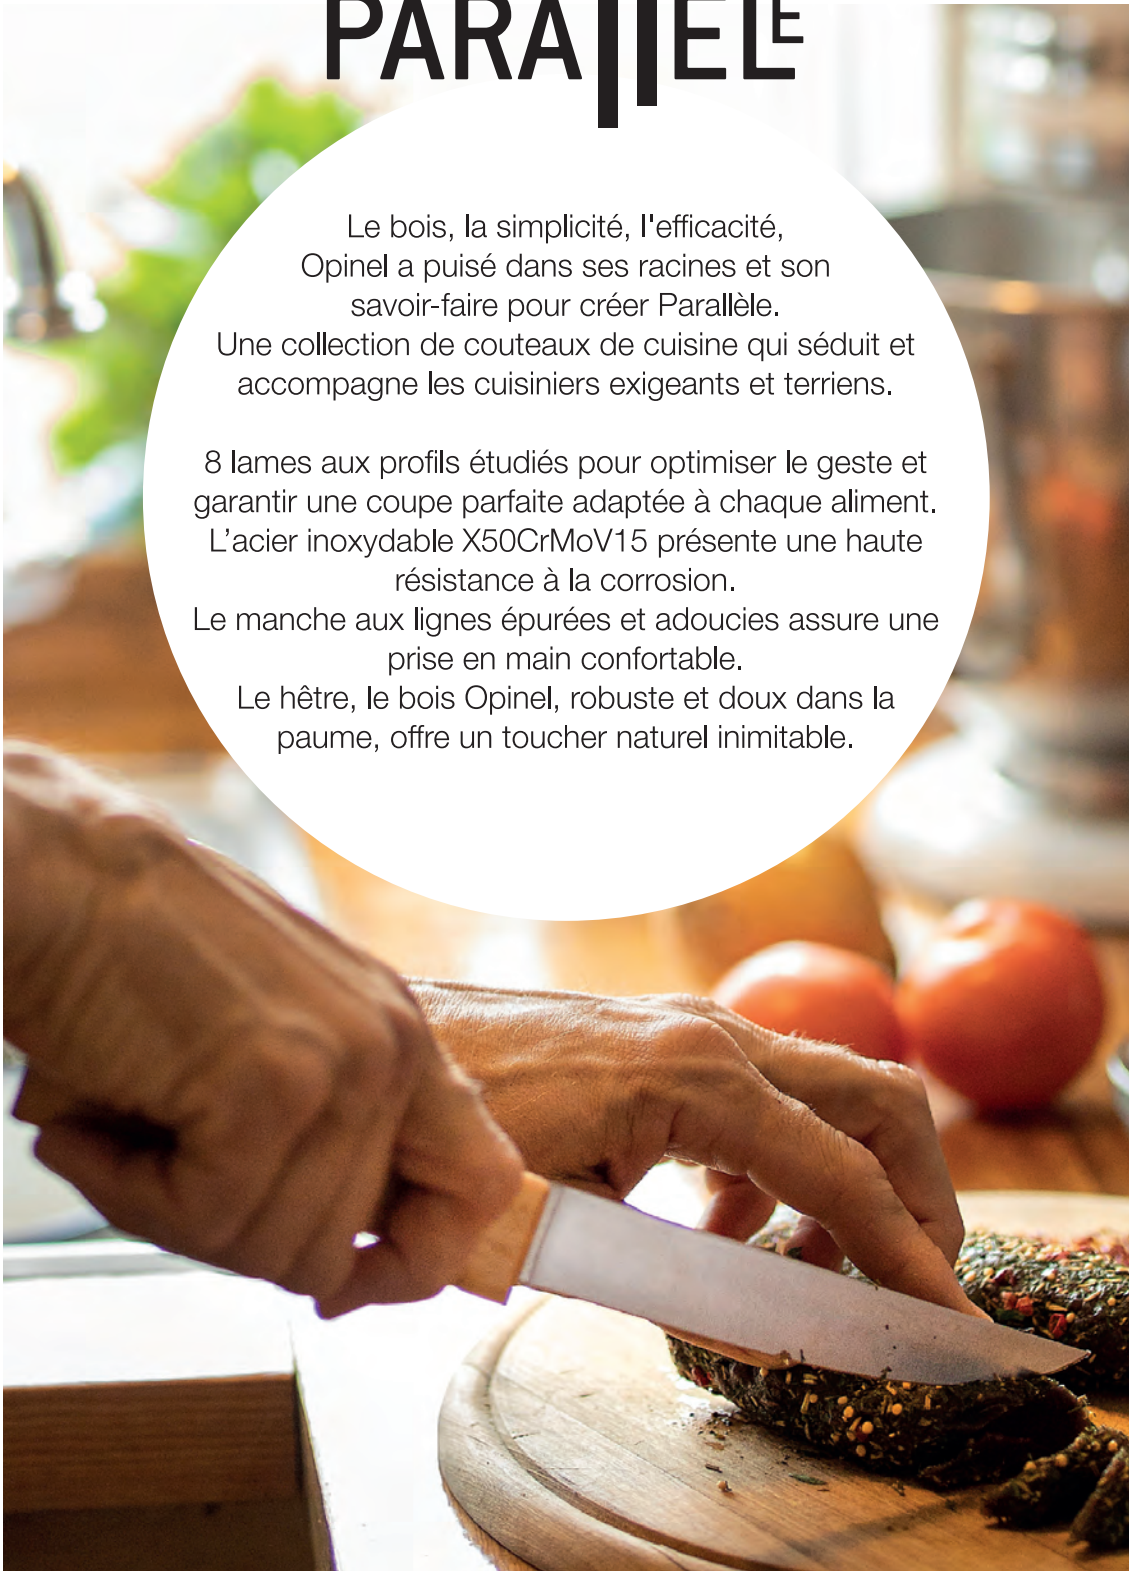 PARALLELE
Le bois, la simplicité, l'efficacité,
Opinel a puisé dans ses racines et son
savoir-faire pour créer Parallèle.
Une collection de couteaux de cuisine qui séduit et
accompagne les cuisiniers exigeants et terriens.
8 lames aux profils étudiés pour optimiser le geste et
garantir une coupe parfaite adaptée à chaque aliment.
L’acier inoxydable X50CrMoV15 présente une haute
résistance à la corrosion.
Le manche aux lignes épurées et adoucies assure une
prise en main confortable.
Le hêtre, le bois Opinel, robuste et doux dans la
paume, offre un toucher naturel inimitable.